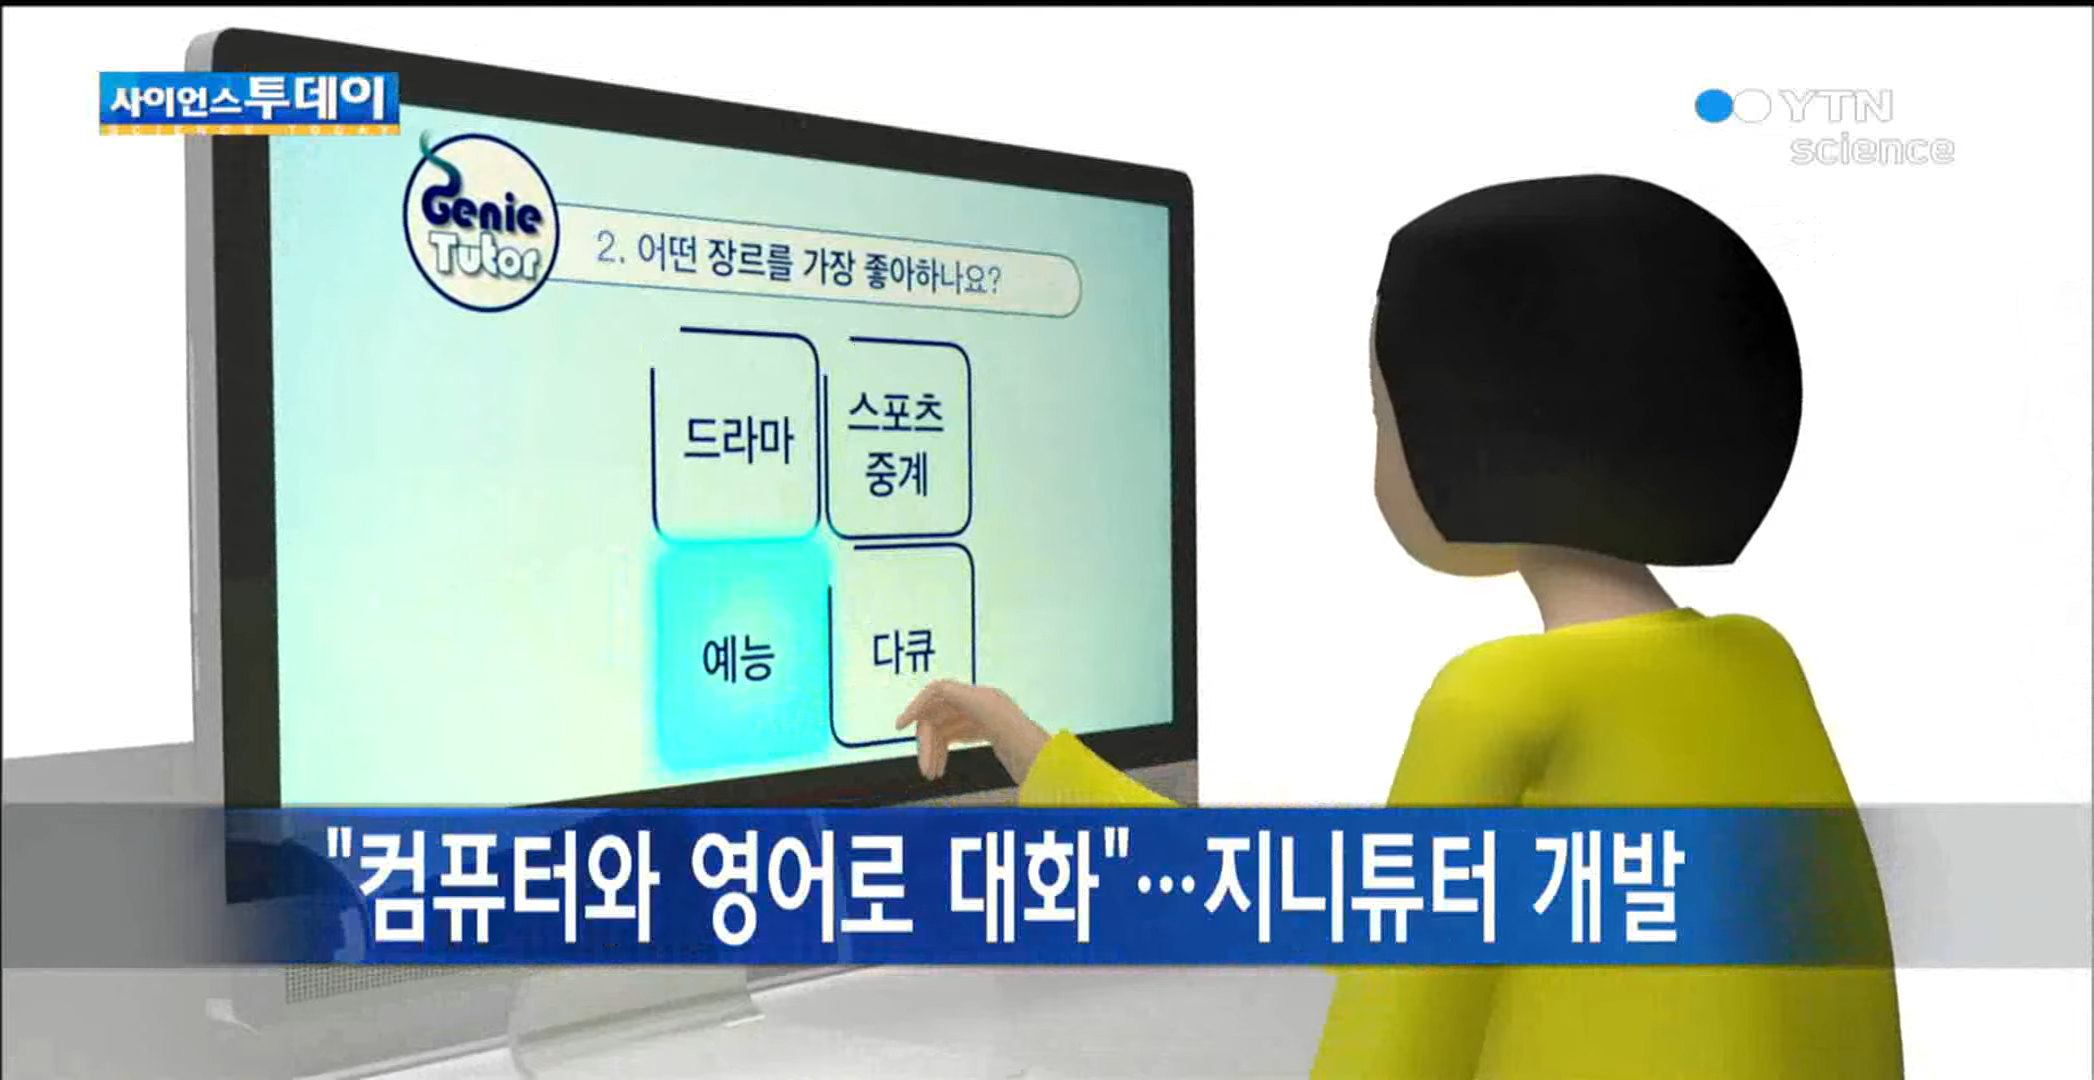 사이언스투데이
SCIENCE TODAY
YTN
science
Genie
Tutor
2. 어떤 장르를 가장 좋아하나요?
드라마
스포츠
중계
예능
다큐
"컴퓨터와 영어로 대화"···지니튜터 개발